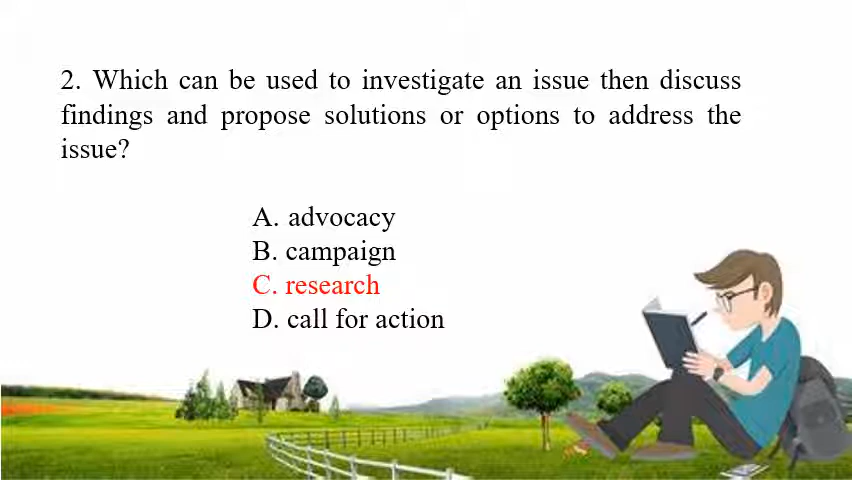 2. Which can be used to investigate an issue then discuss
findings and propose solutions or options to address the
issue?
A. advocacy
B. campaign
C. research
D. call for action